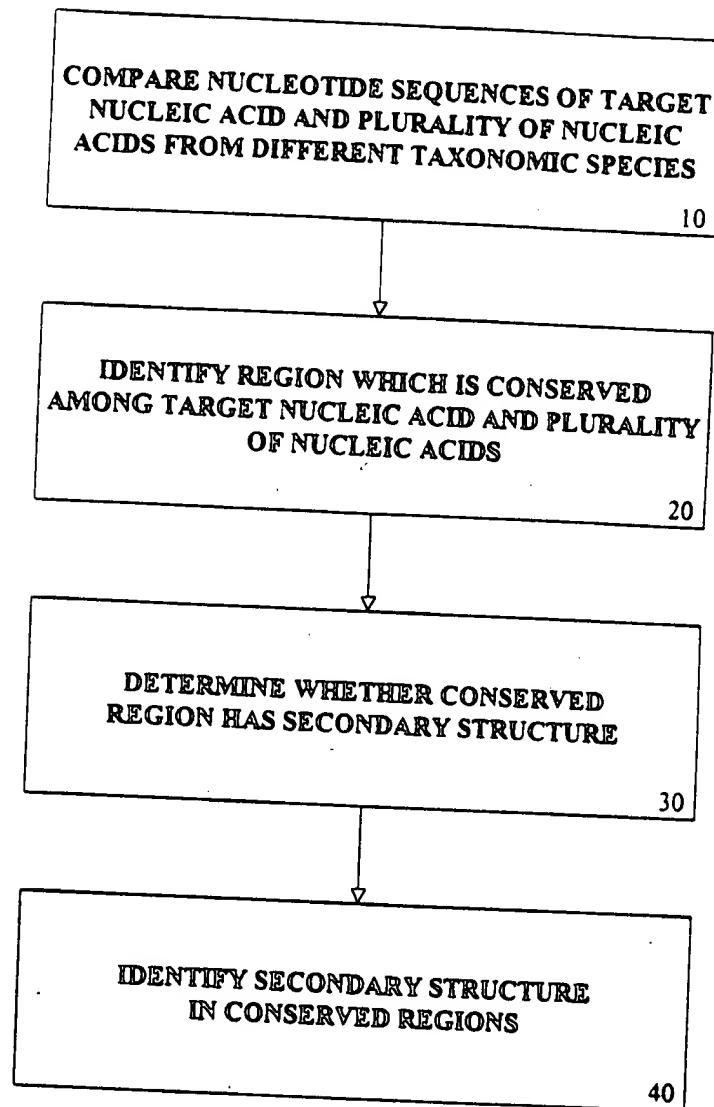 COMPARE NUCLEOTIDE SEQUENCES OF TARGET
NUCLEIC ACID AND PLURALITY OF NUCLEIC
ACIDS FROM DIFFERENT TAXONOMIC SPECIES
10
IDENTIFY REGION WHICH IS CONSERVED
AMONG TARGET NUCLEIC ACID AND PLURALITY
OF NUCLEIC ACIDS
20
DETERMINE WHETHER CONSERVED
REGION HAS SECONDARY STRUCTURE
30
IDENTIFY SECONDARY STRUCTURE
IN CONSERVED REGIONS
40